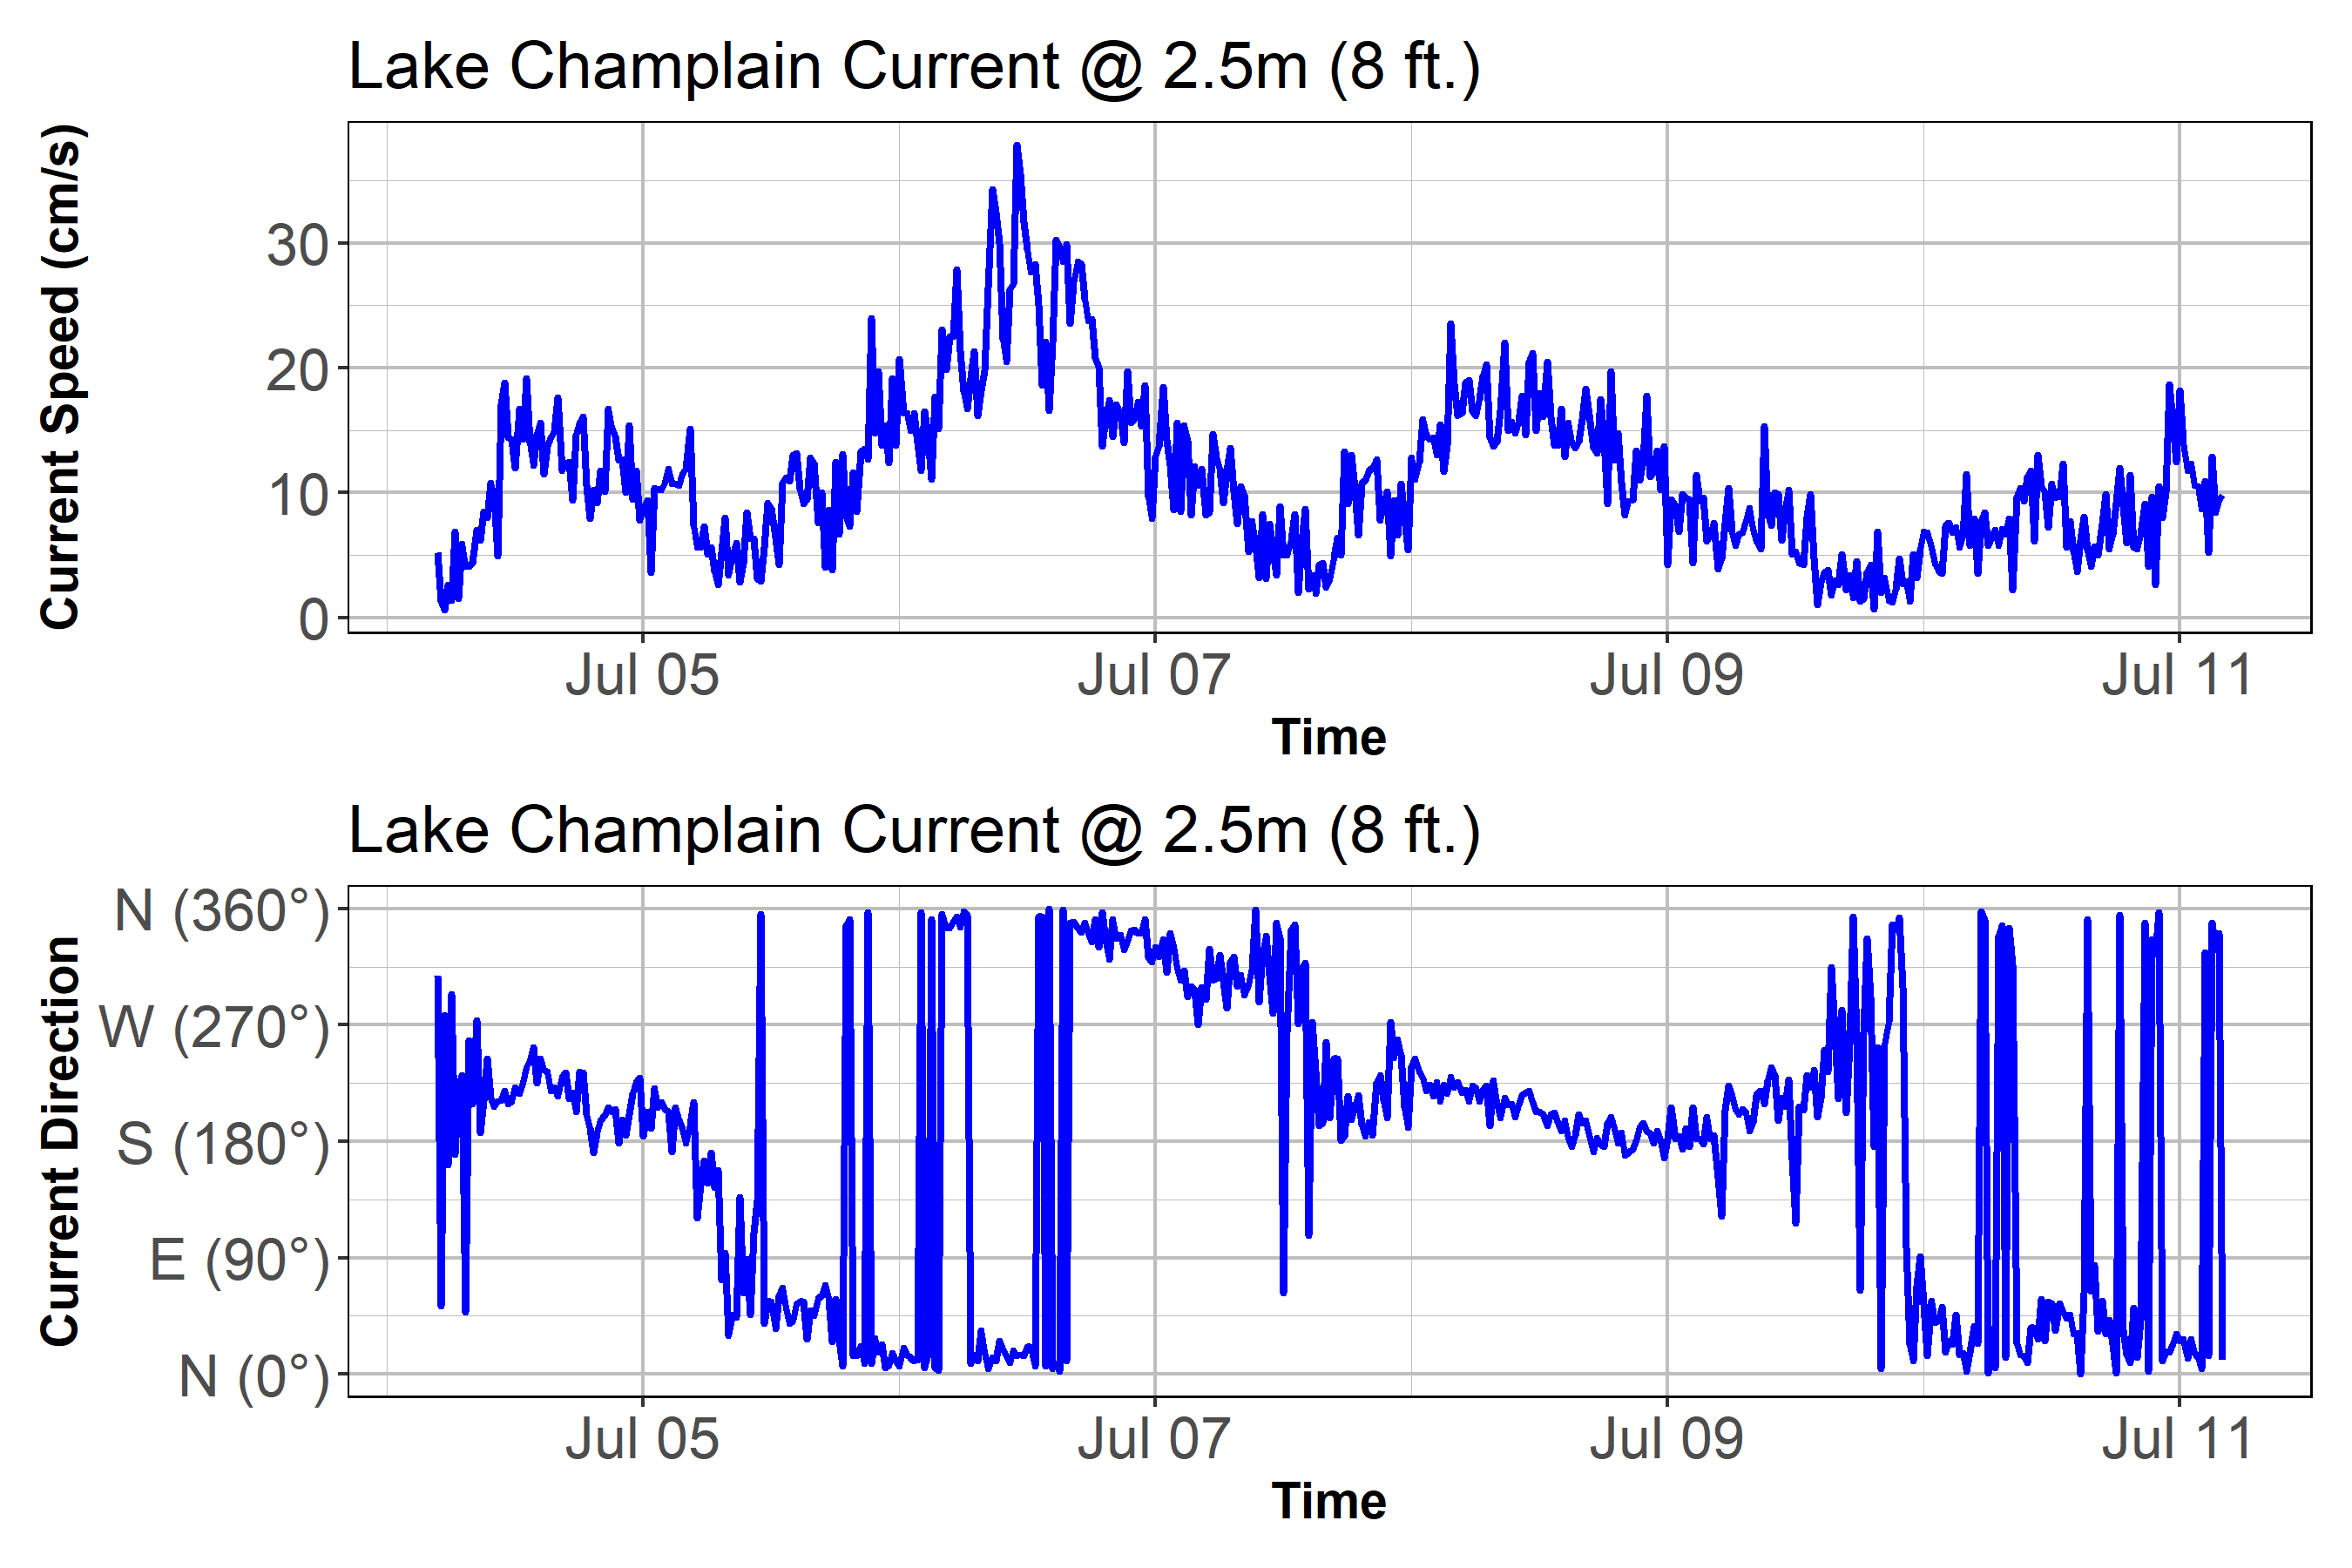 Lake Champlain Current @ 2.5m (8 ft.)
Current Speed (cm/s)
30
20
10
0
Jul 05 Jul 07 Jul 09 Jul 11
Time
Lake Champlain Current @ 2.5m (8 ft.)
Current Direction
N (360°)
W (270°)
S (180°)
E (90°)
N (0°)
Jul 05 Jul 07 Jul 09 Jul 11
Time